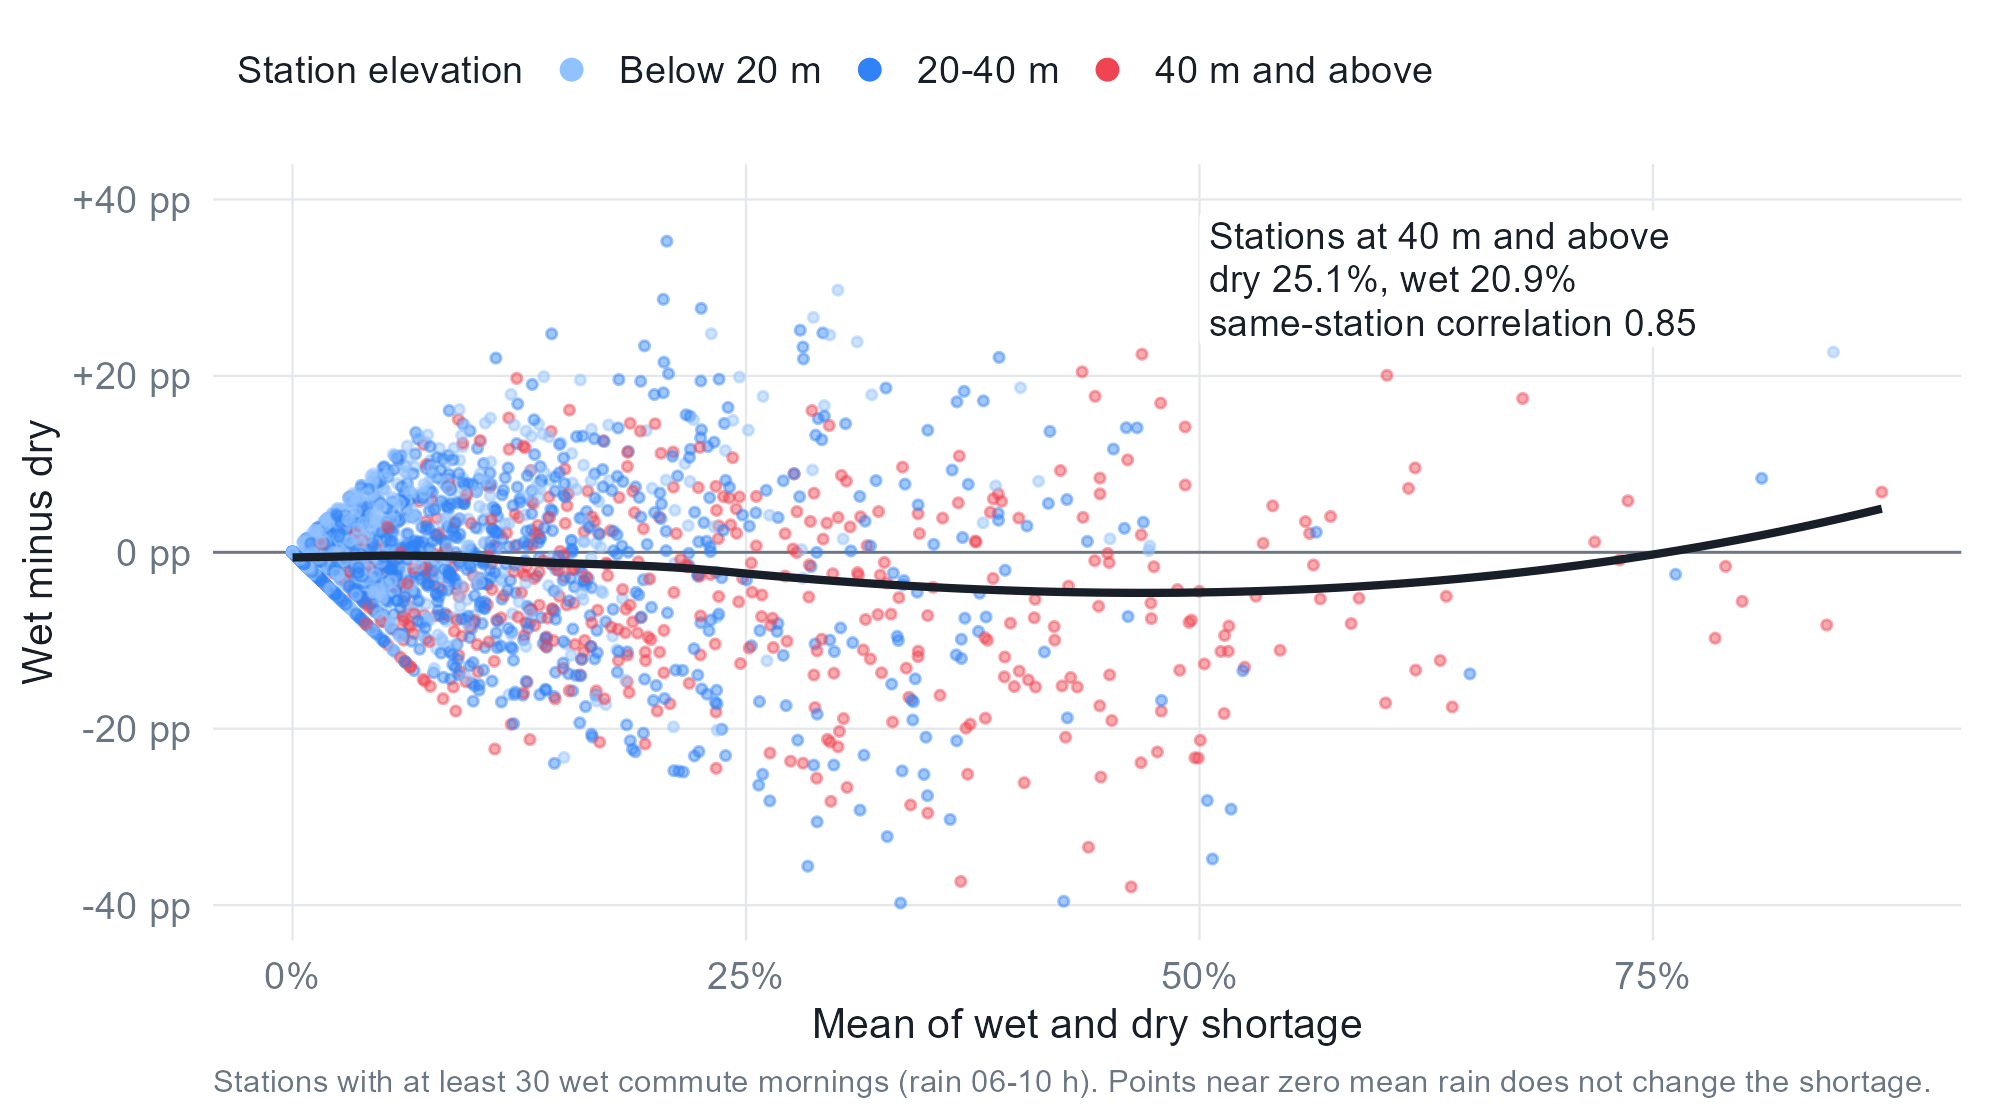 Station elevation Below 20 m 20-40 m 40 m and above
+40 pp
+20 pp
0 pp
-20 pp
-40 pp
Wet minus dry
Stations at 40 m and above
dry 25.1%, wet 20.9%
same-station correlation 0.85
0% 25% 50% 75%
Mean of wet and dry shortage
Stations with at least 30 wet commute mornings (rain 06-10 h). Points near zero mean rain does not change the shortage.